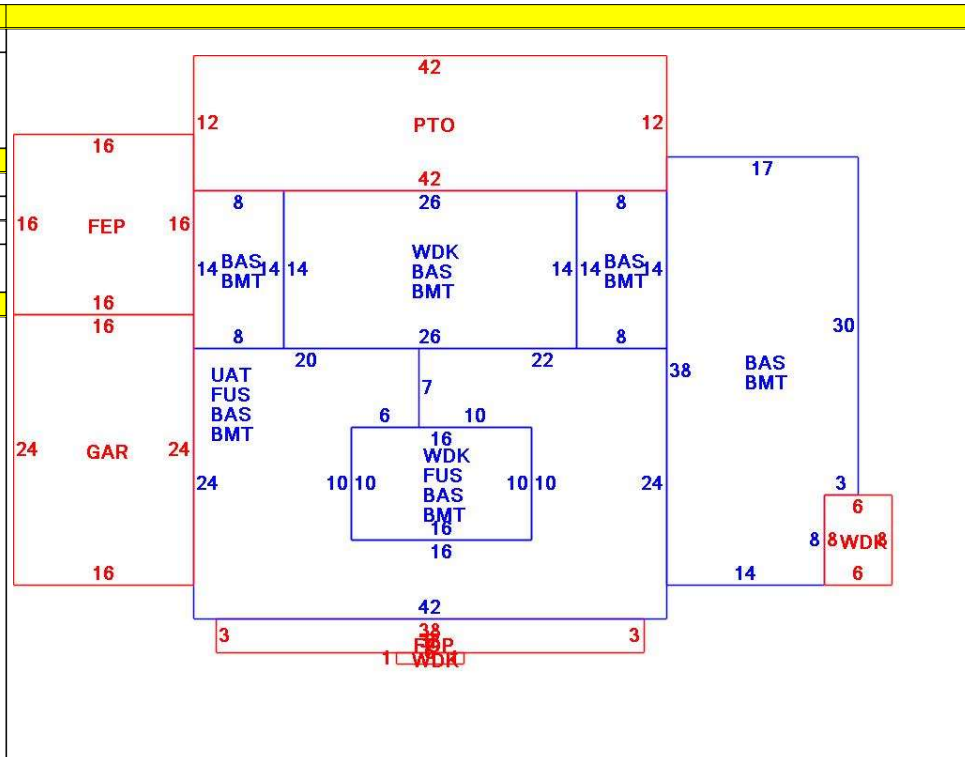 42
12 PTO 12
16
17
42
8 26 8
16 FEP 16
WDK
BAS
BMT
14 BAS 14 14
BMT
14 14 BAS 14
BMT
16
16
8 26 8
30
20 22
38
BAS
BMT
UAT
FUS
BAS
BMT
7
6 10
16
WDK
FUS
BAS
BMT
16
24 GAR 24
24
10 10 10 10
24
3
6
8 8 WDK 8
16
16 14 6
42
38
3 3
FOP
1
WDK